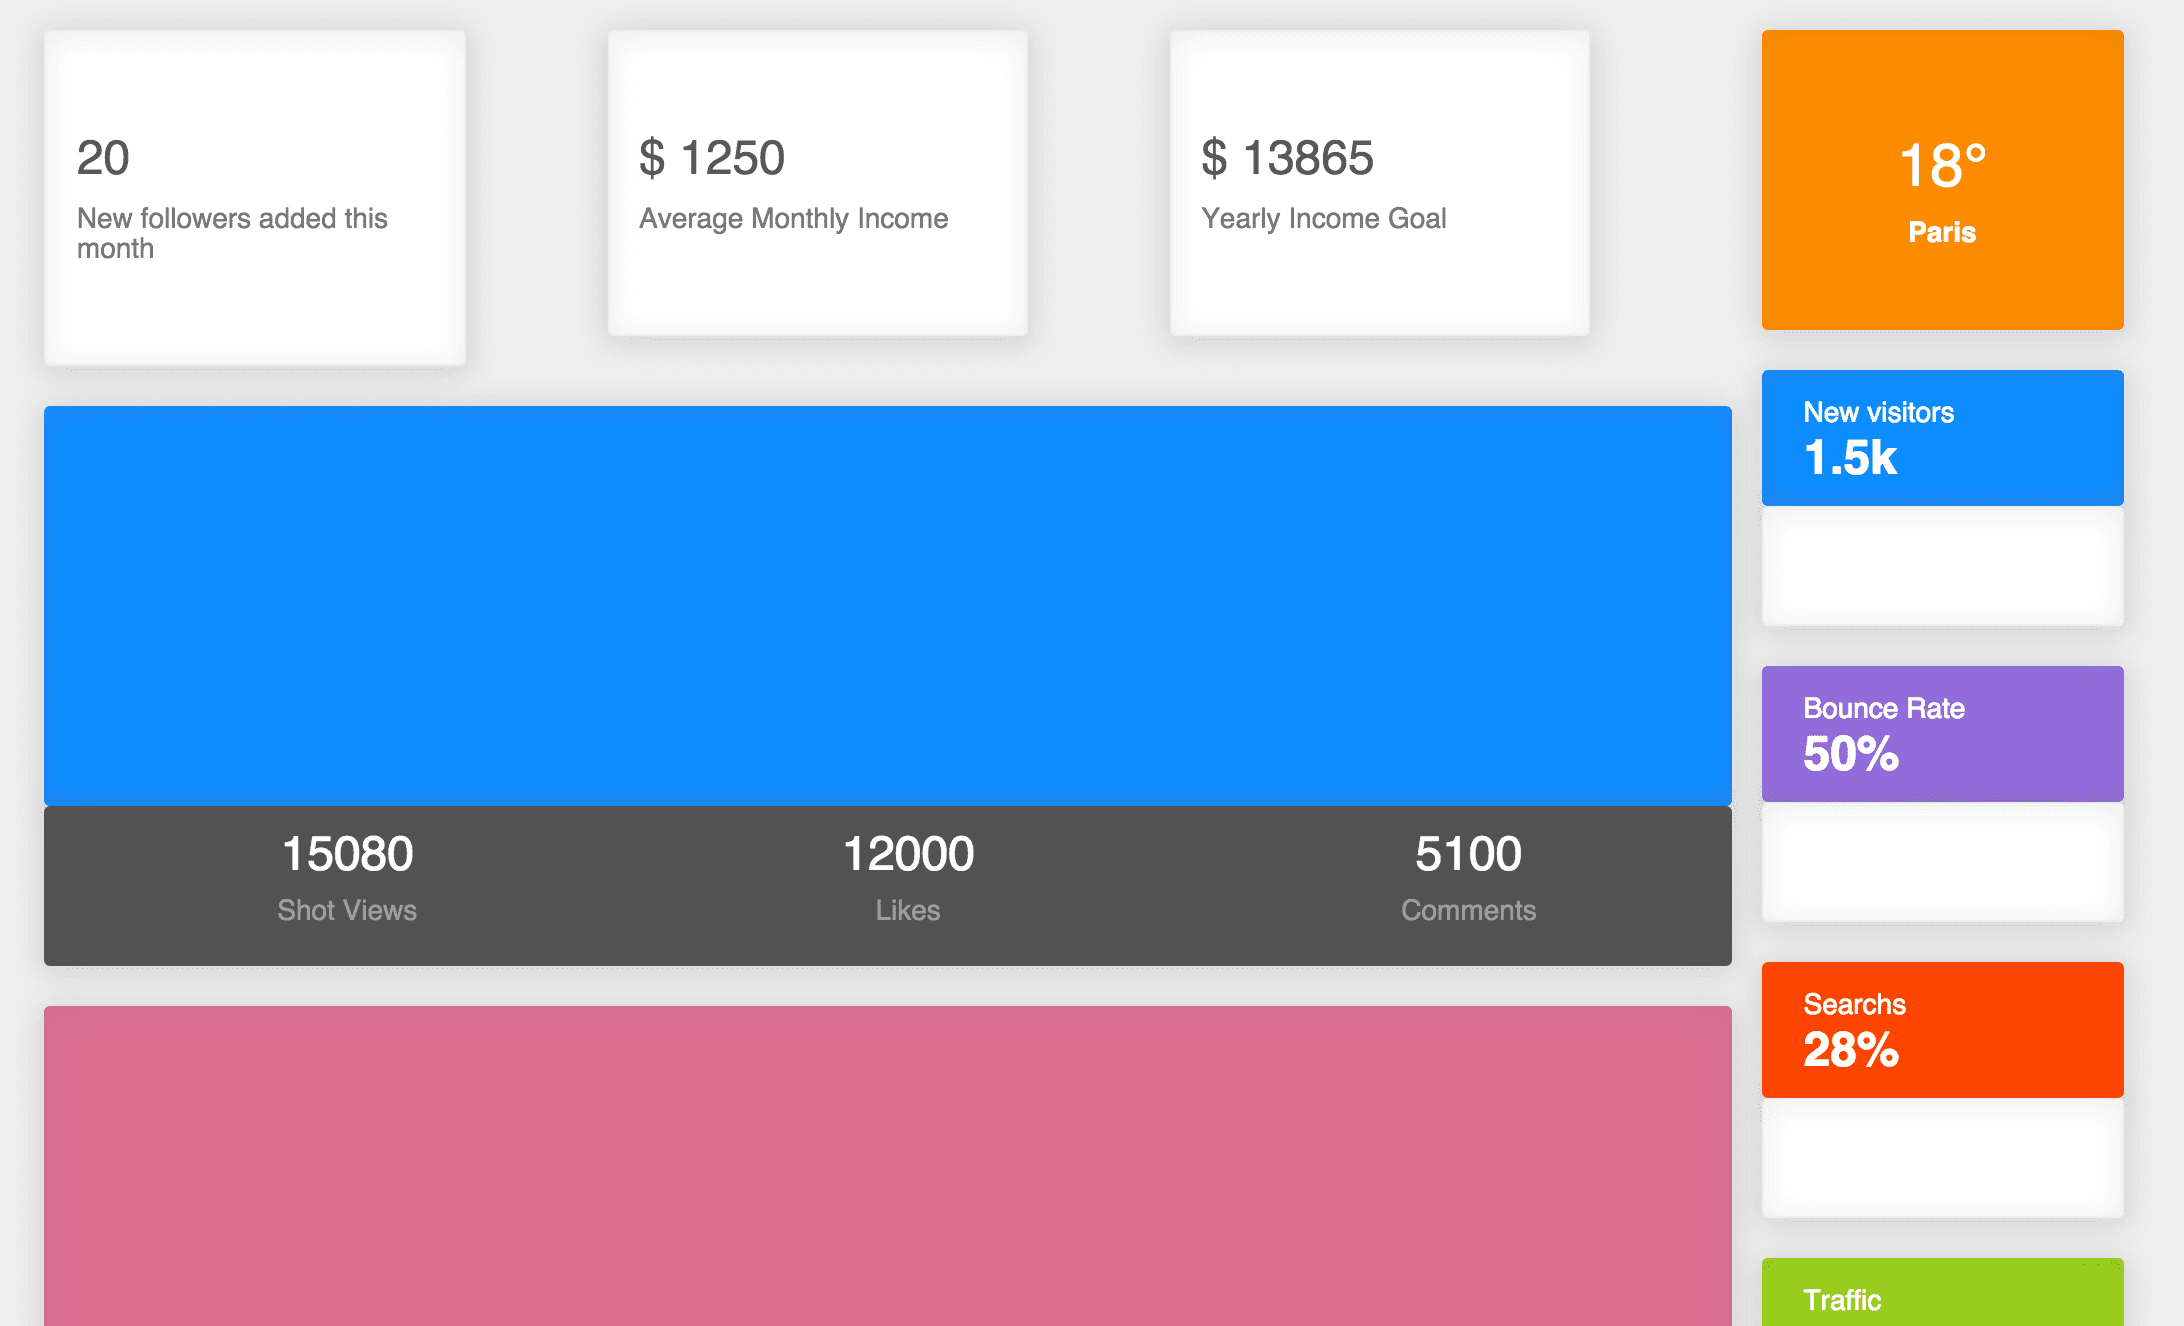 20
New followers added this
month
$ 1250
Average Monthly Income
$ 13865
Yearly Income Goal
18°
Paris
New visitors
1.5k
Bounce Rate
50%
15080
Shot Views
12000
Likes
5100
Comments
Searchs
28%
Traffic